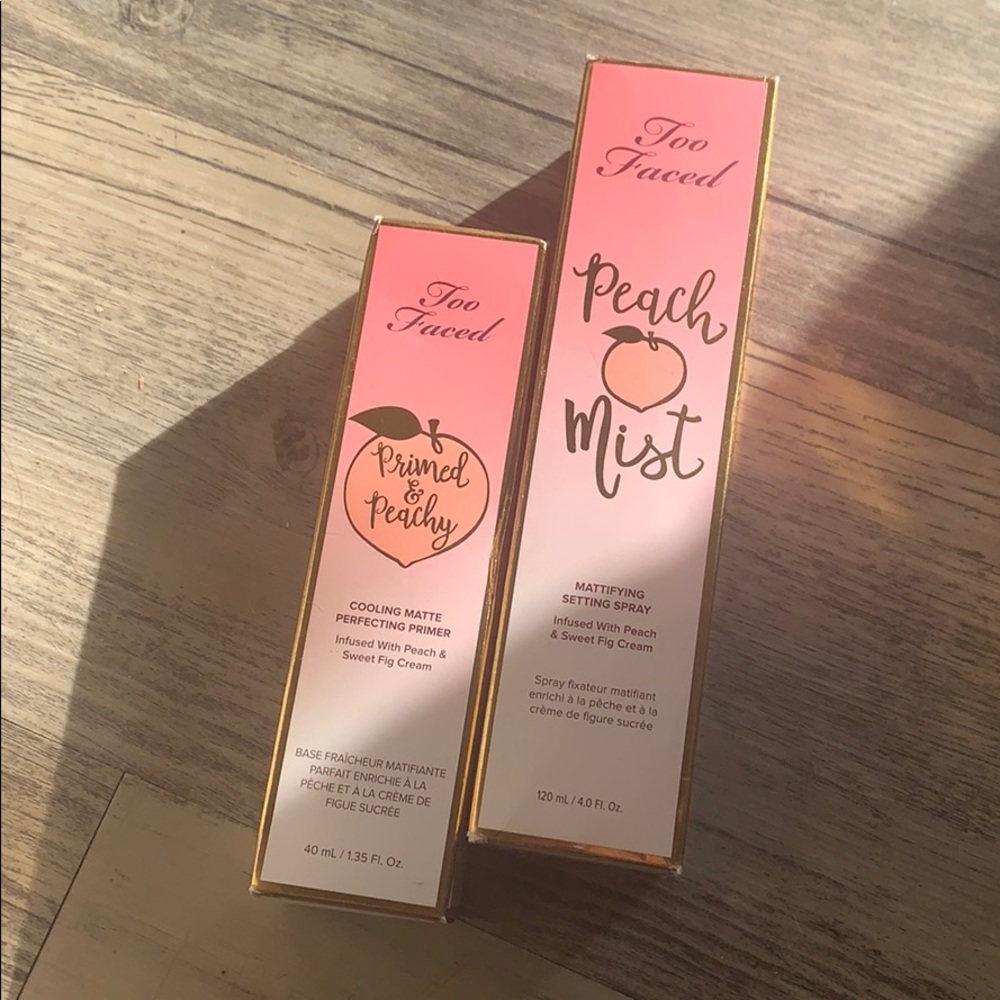 Too
Faced
Primed
&
Peachy
COOLING MATTE
PERFECTING PRIMER
Infused With Peach &
Sweet Fig Cream
BASE FRAÎCHEUR MATIFIANTE
PARFAIT ENRICHIE À LA
PÊCHE ET À LA CRÈME DE
FIGUE SUCRÉE
40 mL / 1.35 Fl. Oz.
Too
Faced
Peach
Mist
MATTIFYING
SETTING SPRAY
Infused With Peach
& Sweet Fig Cream
Spray fixateur matifiant
enrichi à la pêche et à la
crème de figure sucrée
120 mL / 4.0 Fl. Oz.